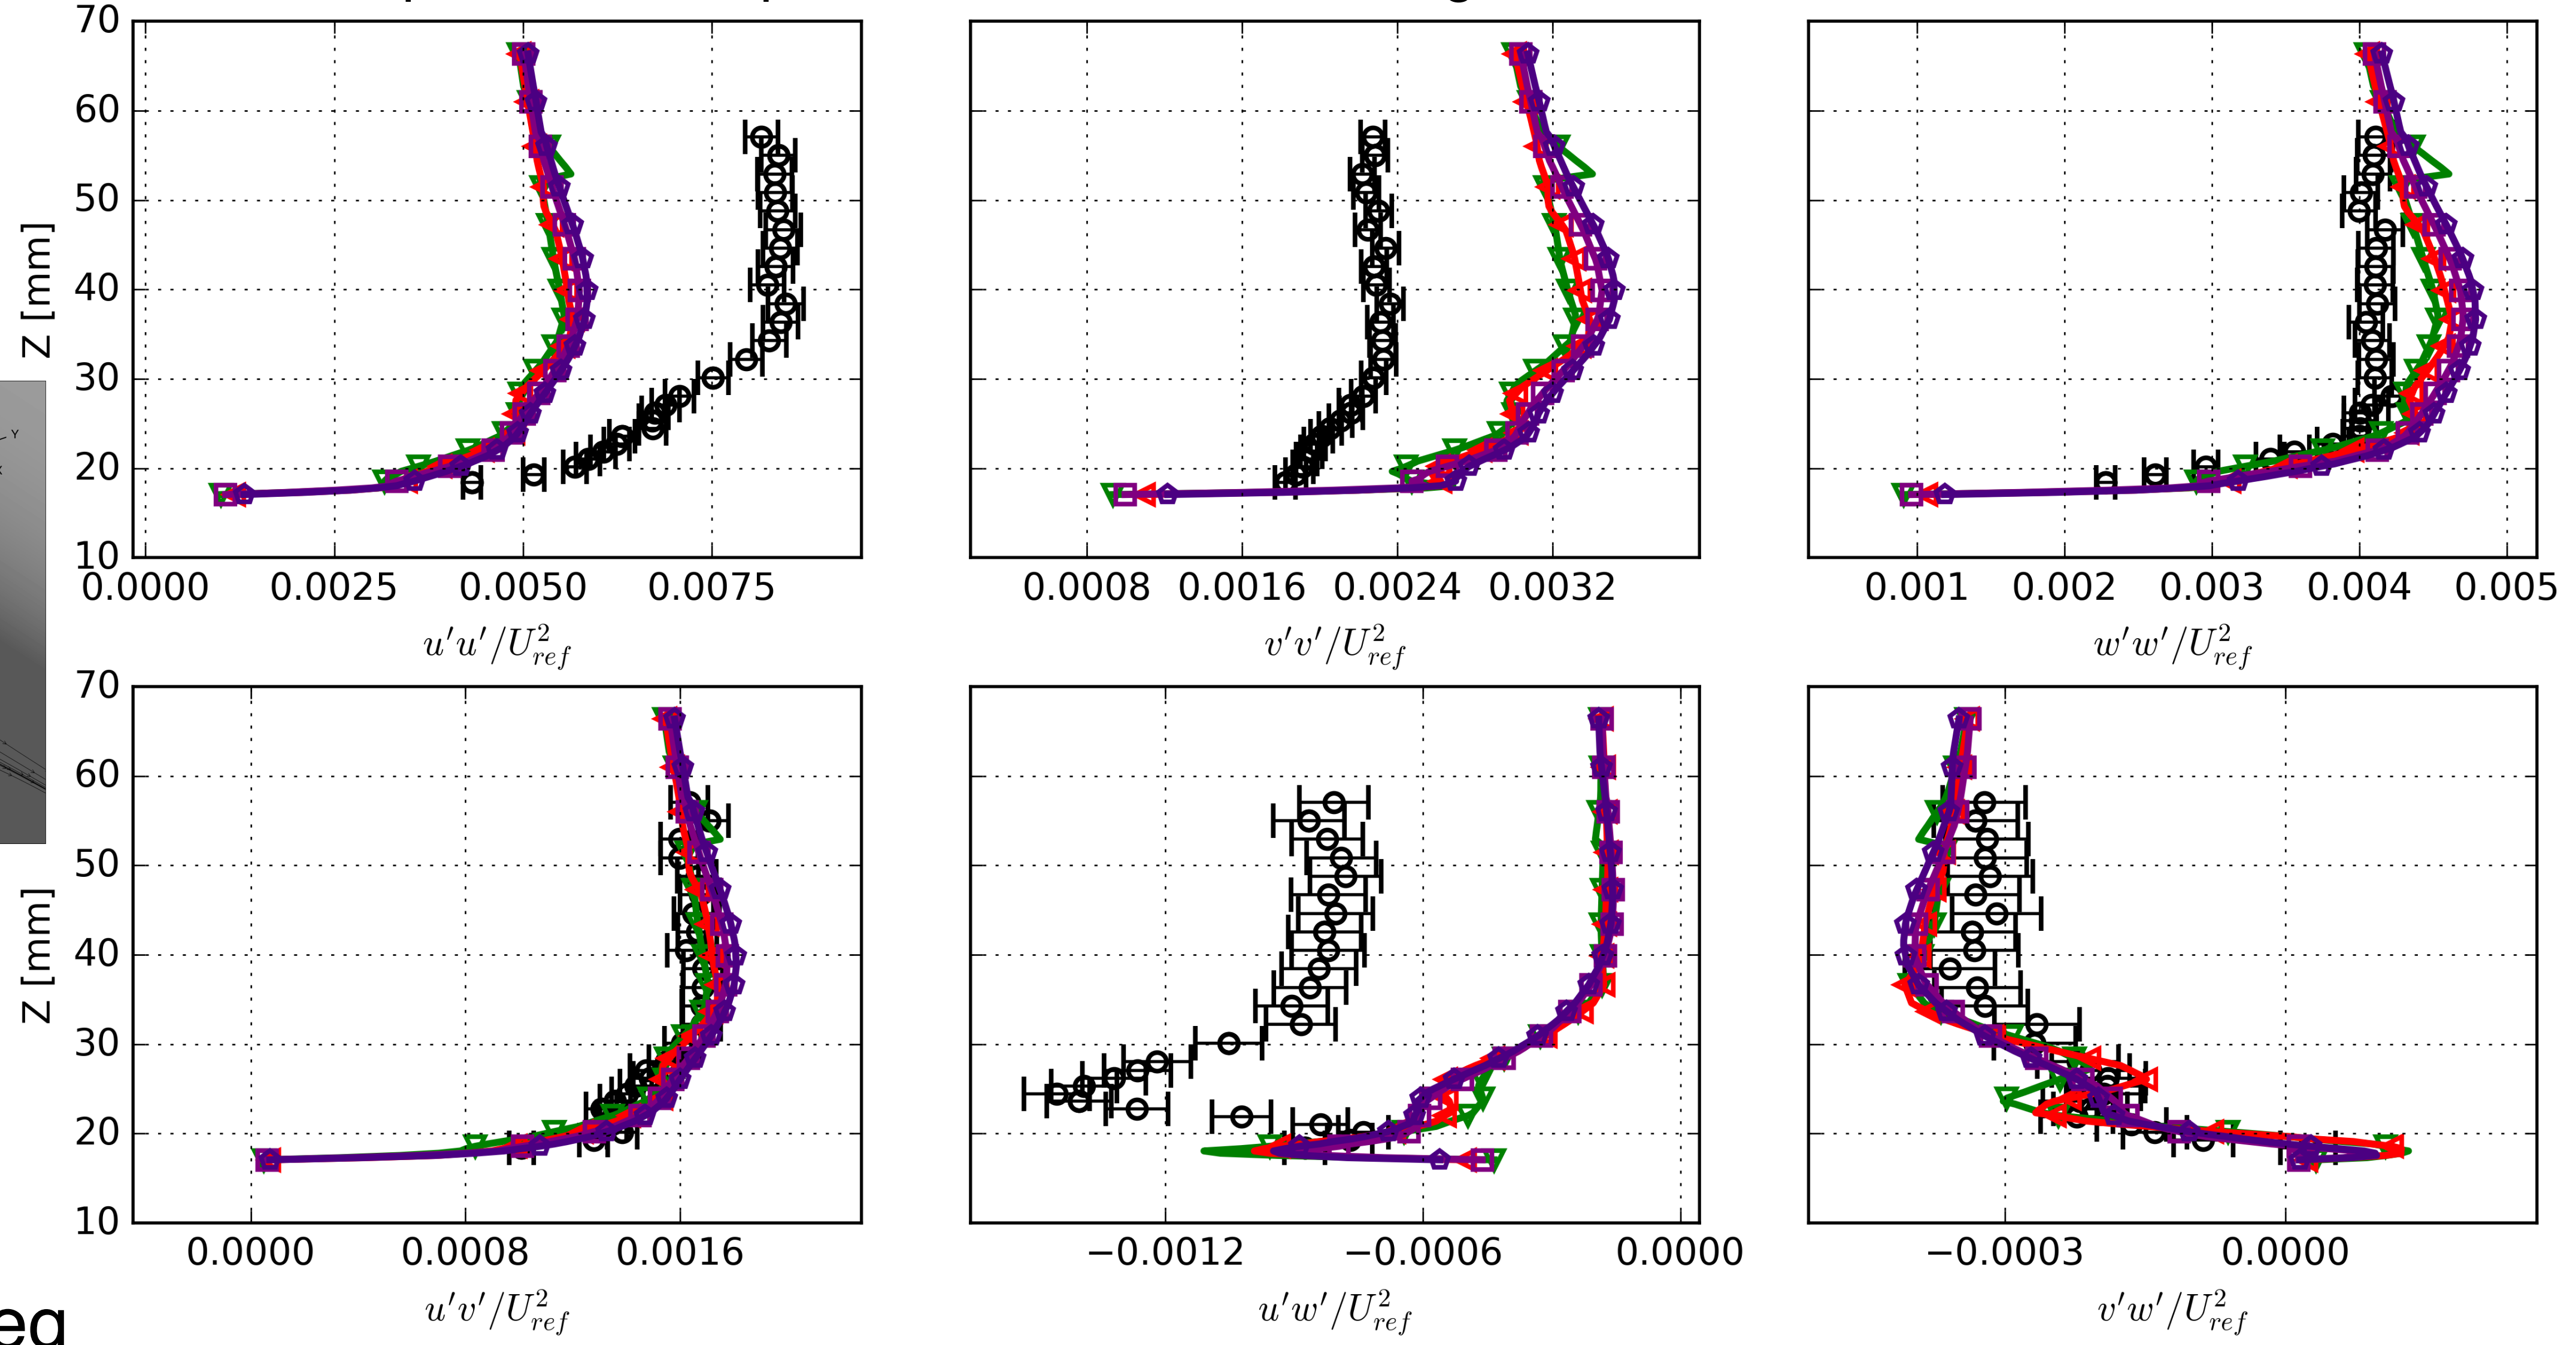 70
60
50
40
30
20
10
Z [mm]
0.0000 0.0025 0.0050 0.0075
u'u'/U²ref
0.0008 0.0016 0.0024 0.0032
v'v'/U²ref
0.001 0.002 0.003 0.004 0.005
w'w'/U²ref
Y
70
60
50
40
30
20
10
Z [mm]
0.0000 0.0008 0.0016
u'v'/U²ref
−0.0012 −0.0006 0.0000
u'w'/U²ref
−0.0003 0.0000
v'w'/U²ref
eg